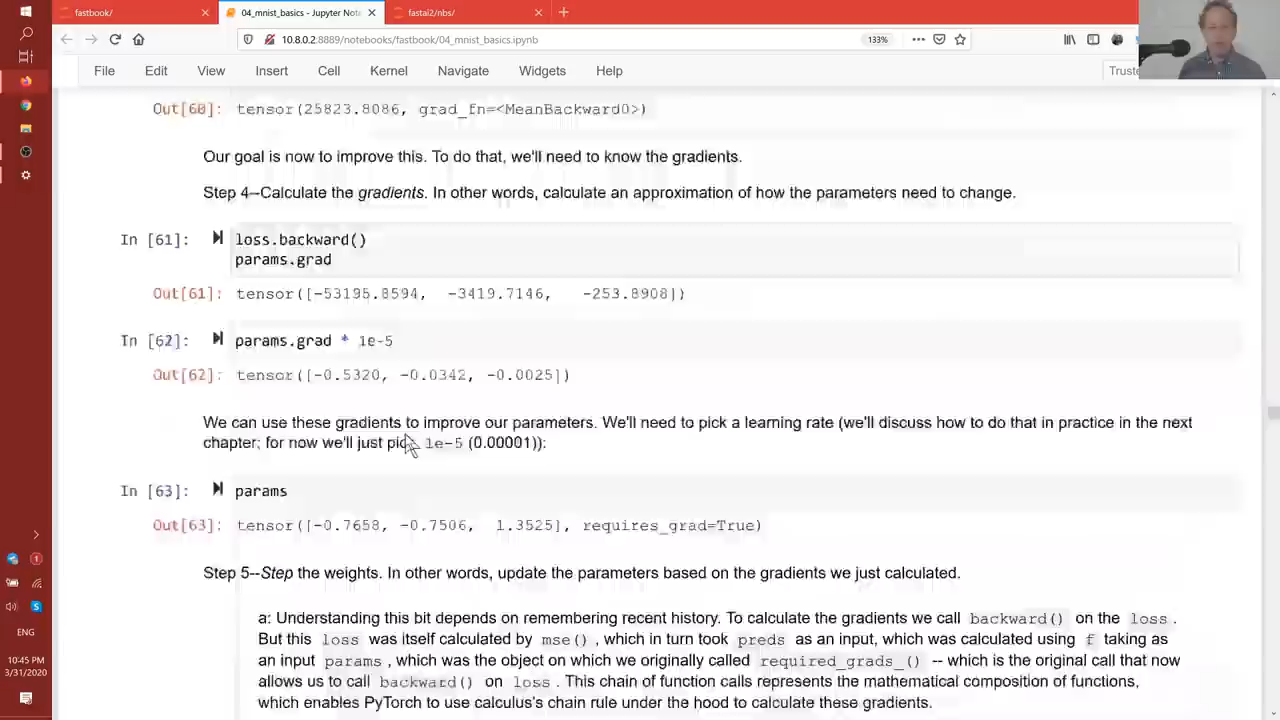 fastbook/
04_mnist_basics - Jupyter Not
fastai2/nbs/
10.8.0.2:8889/notebooks/fastbook/04_mnist_basics.ipynb
133%
File Edit View Insert Cell Kernel Navigate Widgets Help
Truste
Out[60]: tensor(25823.8086, grad_fn=<MeanBackward0>)
Our goal is now to improve this. To do that, we'll need to know the gradients.
Step 4--Calculate the gradients. In other words, calculate an approximation of how the parameters need to change.
In [61]: loss.backward()
params.grad
Out[61]: tensor([-53195.8594, -3419.7146, -253.8908])
In [62]: params.grad * 1e-5
Out[62]: tensor([-0.5320, -0.0342, -0.0025])
We can use these gradients to improve our parameters. We'll need to pick a learning rate (we'll discuss how to do that in practice in the next
chapter; for now we'll just pick 1e-5 (0.00001)):
In [63]: params
Out[63]: tensor([-0.7658, -0.7506, 1.3525], requires_grad=True)
Step 5--Step the weights. In other words, update the parameters based on the gradients we just calculated.
a: Understanding this bit depends on remembering recent history. To calculate the gradients we call backward() on the loss.
But this loss was itself calculated by mse(), which in turn took preds as an input, which was calculated using f taking as
an input params, which was the object on which we originally called required_grads_() -- which is the original call that now
allows us to call backward() on loss. This chain of function calls represents the mathematical composition of functions,
which enables PyTorch to use calculus's chain rule under the hood to calculate these gradients.
ENG
10:45 PM
3/31/2020